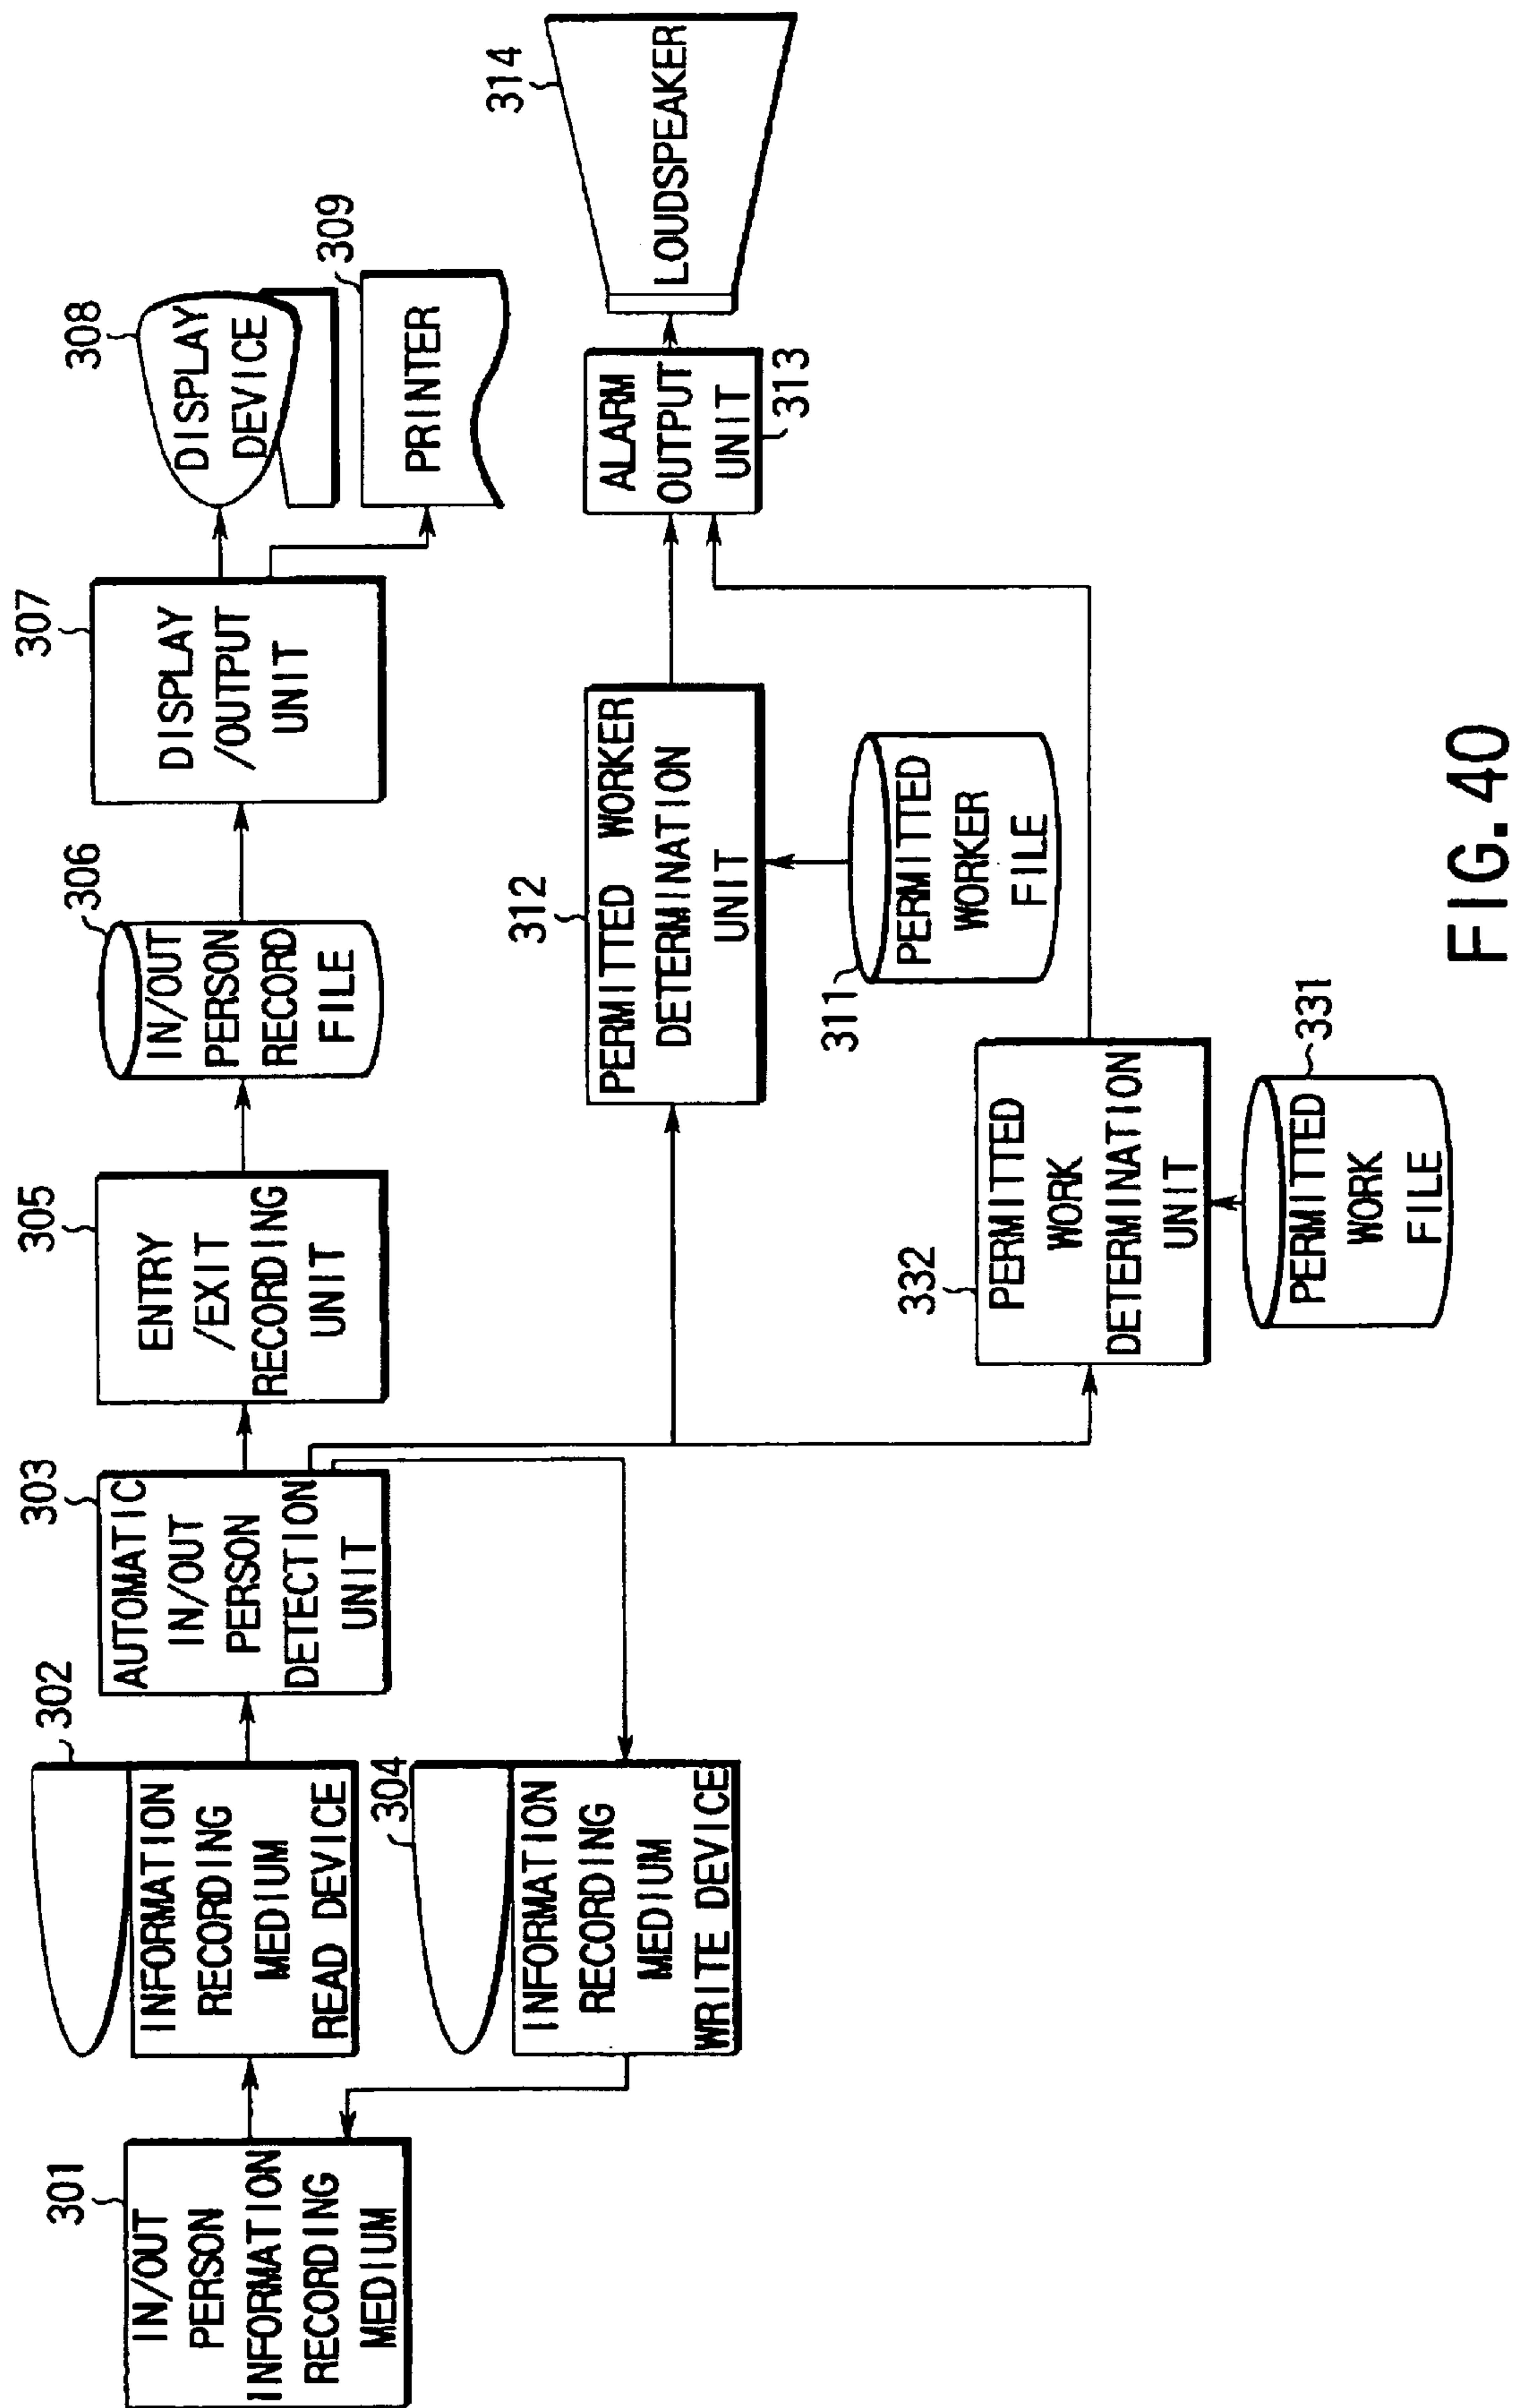 301
IN/OUT
PERSON
INFORMATION
RECORDING
MEDIUM
302
INFORMATION
RECORDING
MEDIUM
READ DEVICE
304
INFORMATION
RECORDING
MEDIUM
WRITE DEVICE
303
AUTOMATIC
IN/OUT
PERSON
DETECTION
UNIT
305
ENTRY
/EXIT
RECORDING
UNIT
306
IN/OUT
PERSON
RECORD
FILE
307
DISPLAY
/OUTPUT
UNIT
308
DISPLAY
DEVICE
309
PRINTER
312
PERMITTED WORKER
DETERMINATION
UNIT
311
PERMITTED
WORKER
FILE
332
PERMITTED
WORK
DETERMINATION
UNIT
331
PERMITTED
WORK
FILE
ALARM
OUTPUT
UNIT
313
314
LOUDSPEAKER
FIG. 40